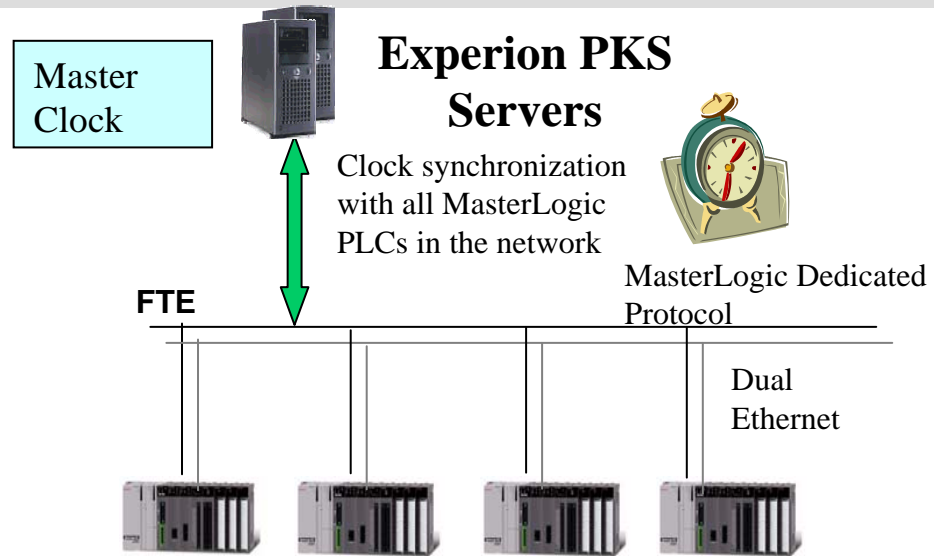 Master
Clock
Experion PKS
Servers
Clock synchronization
with all MasterLogic
PLCs in the network
MasterLogic Dedicated
Protocol
FTE
Dual
Ethernet